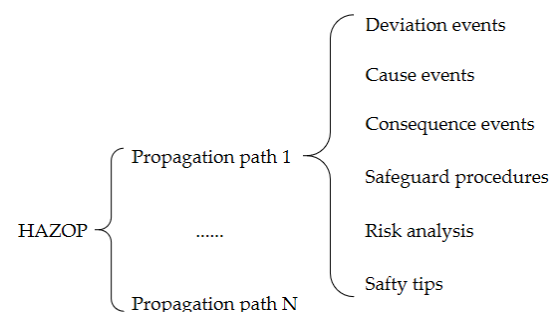 Deviation events
Cause events
Consequence events
Propagation path 1
Safeguard procedures
HAZOP
......
Risk analysis
Safty tips
Propagation path N